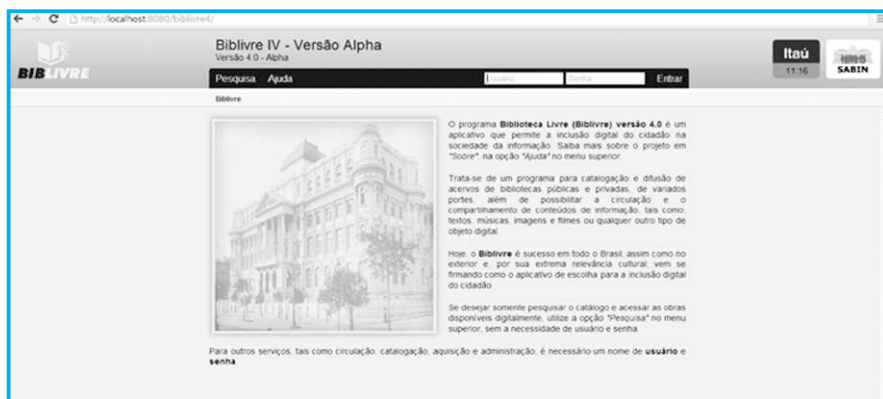 http://localhost:8080/biblivre4/
Biblivre IV - Versão Alpha
Versão 4.0 - Alpha
BIBLIVRE
Pesquisa Ajuda Usuário Senha Entrar
Itaú
11:16
SABIN
Biblivre
O programa Biblioteca Livre (Biblivre) versão 4.0 é um
aplicativo que permite a inclusão digital do cidadão na
sociedade da informação. Saiba mais sobre o projeto em
"Sobre", na opção "Ajuda" no menu superior.
Trata-se de um programa para catalogação e difusão de
acervos de bibliotecas públicas e privadas, de variados
portes, além de possibilitar a circulação e o
compartilhamento de conteúdos de informação, tais como,
textos, músicas, imagens e filmes ou qualquer outro tipo de
objeto digital.
Hoje, o Biblivre é sucesso em todo o Brasil, assim como no
exterior e, por sua extrema relevância cultural, vem se
firmando como o aplicativo de escolha para a inclusão digital
do cidadão.
Se desejar somente pesquisar o catálogo e acessar as obras
disponíveis digitalmente, utilize a opção "Pesquisa" no menu
superior, sem a necessidade de usuário e senha.
Para outros serviços, tais como circulação, catalogação, aquisição e administração, é necessário um nome de usuário e
senha.